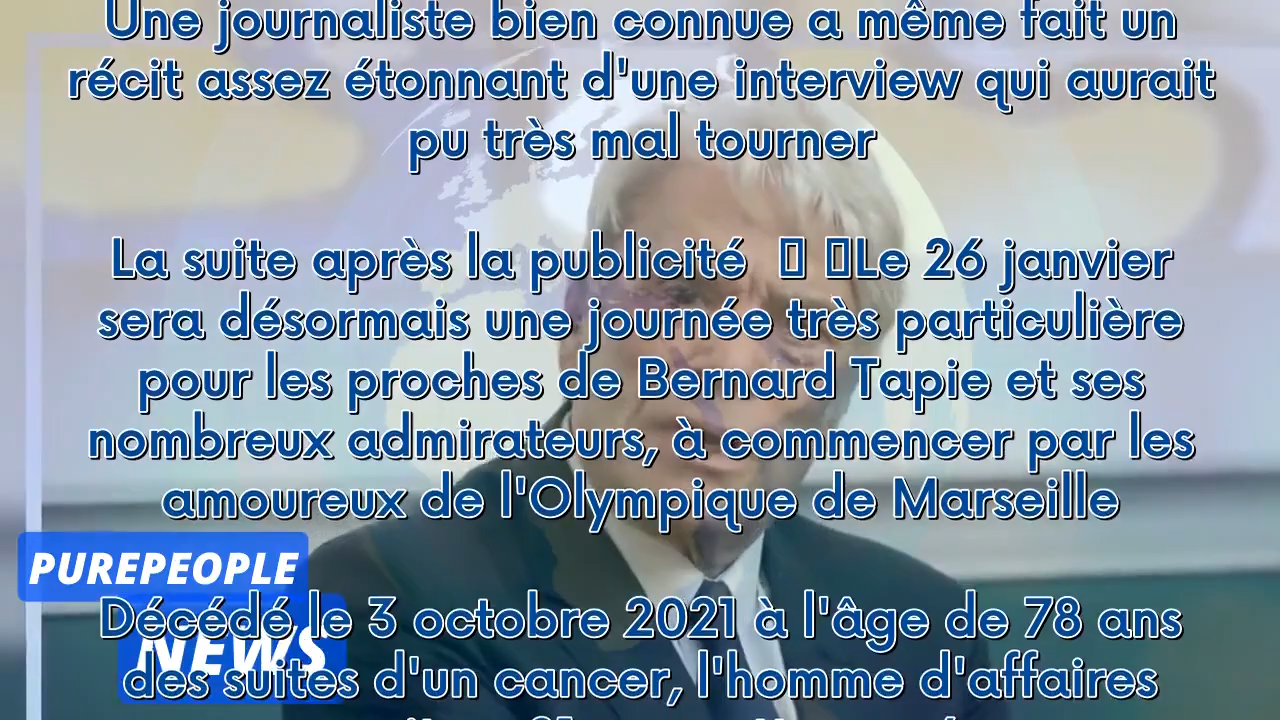 Une journaliste bien connue a même fait un
récit assez étonnant d'une interview qui aurait
pu très mal tourner
La suite après la publicité Le 26 janvier
sera désormais une journée très particulière
pour les proches de Bernard Tapie et ses
nombreux admirateurs, à commencer par les
amoureux de l'Olympique de Marseille
PUREPEOPLE
Décédé le 3 octobre 2021 à l'âge de 78 ans
NEWS
des suites d'un cancer, l'homme d'affaires